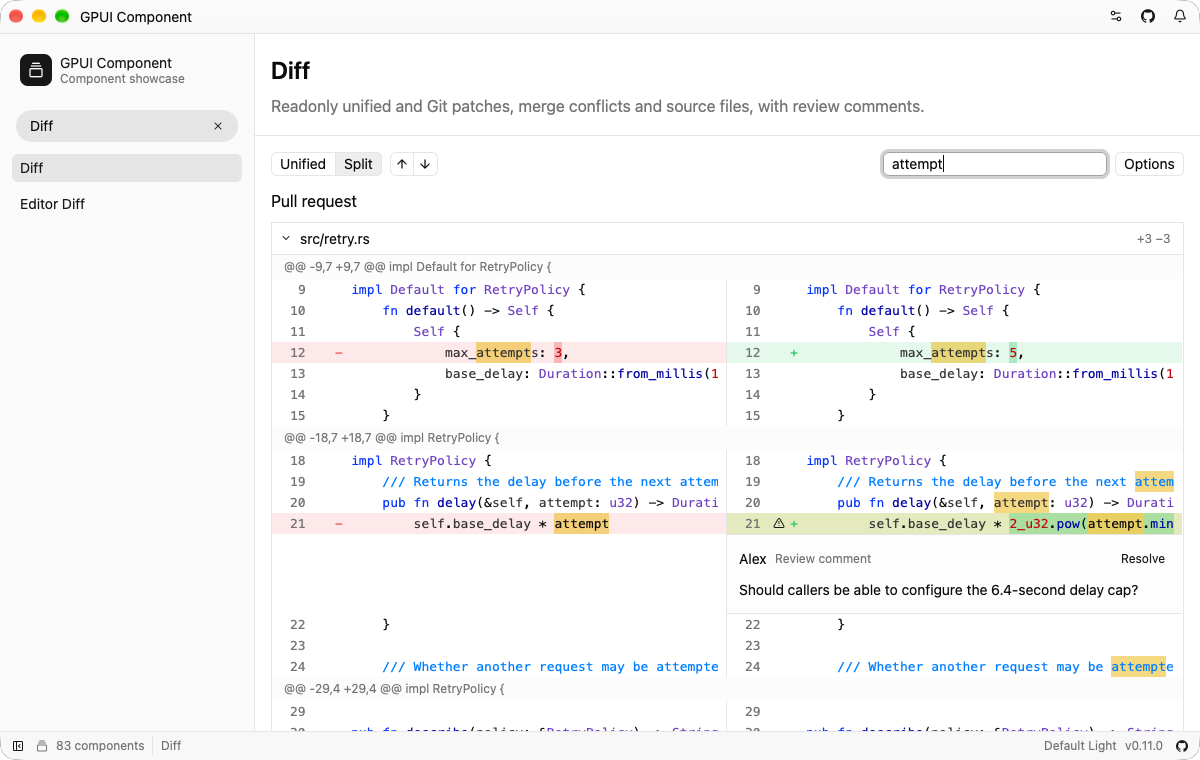 GPUI Component
GPUI Component
Component showcase
Diff
Diff
Editor Diff
Diff
Readonly unified and Git patches, merge conflicts and source files, with review comments.
Unified Split ↑ ↓ attempt Options
Pull request
src/retry.rs +3 −3
@@ -9,7 +9,7 @@ impl Default for RetryPolicy {
9 impl Default for RetryPolicy { 9 impl Default for RetryPolicy {
10 fn default() -> Self { 10 fn default() -> Self {
11 Self { 11 Self {
12 − max_attempts: 3, 12 + max_attempts: 5,
13 base_delay: Duration::from_millis(1 13 base_delay: Duration::from_millis(1
14 } 14 }
15 } 15 }
@@ -18,7 +18,7 @@ impl RetryPolicy {
18 impl RetryPolicy { 18 impl RetryPolicy {
19 /// Returns the delay before the next attem 19 /// Returns the delay before the next attem
20 pub fn delay(&self, attempt: u32) -> Durati 20 pub fn delay(&self, attempt: u32) -> Durati
21 − self.base_delay * attempt 21 + self.base_delay * 2_u32.pow(attempt.min
Alex Review comment Resolve
Should callers be able to configure the 6.4-second delay cap?
22 } 22 }
23 23
24 /// Whether another request may be attempte 24 /// Whether another request may be attempte
@@ -29,4 +29,4 @@ impl RetryPolicy {
29 29
83 components Diff Default Light v0.11.0